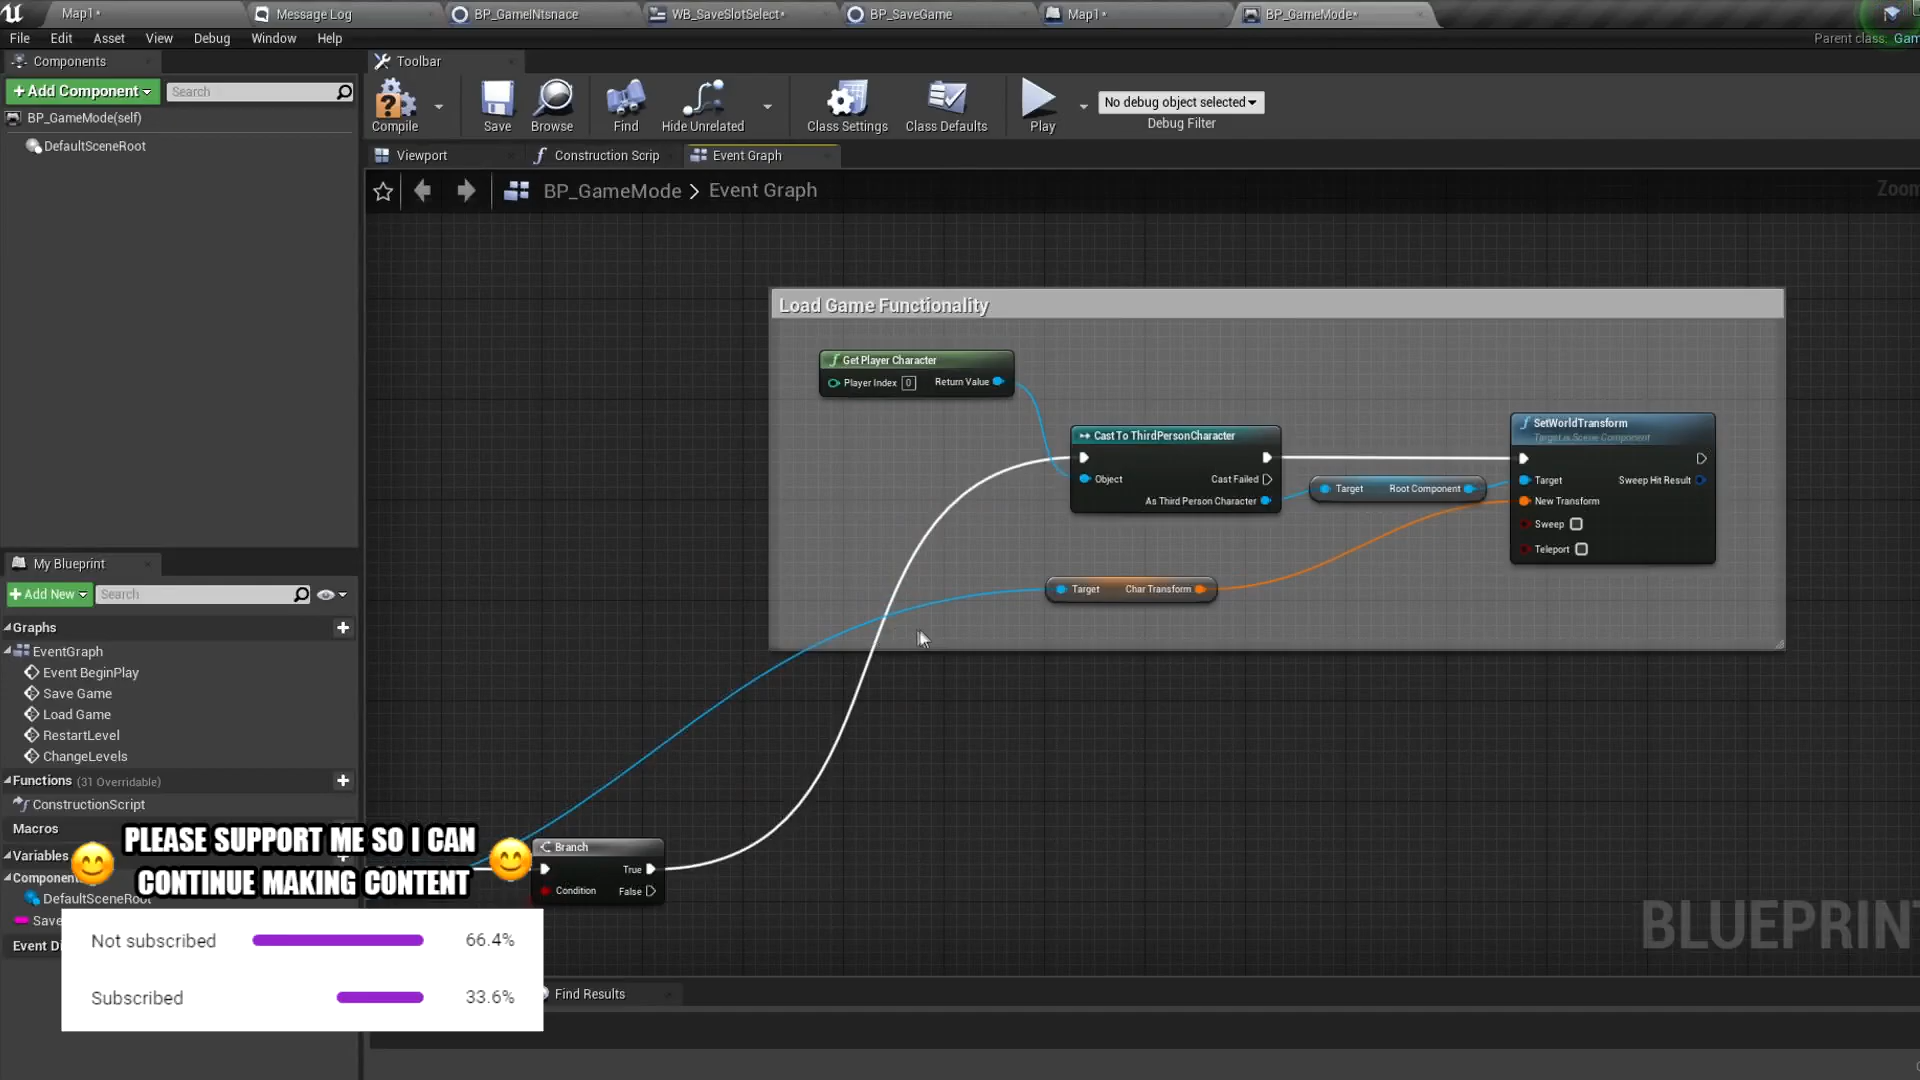 Map1*
Message Log
BP_GameINtsnace
WB_SaveSlotSelect*
BP_SaveGame
Map1*
BP_GameMode*
File Edit Asset View Debug Window Help
Parent class: Gam
Components
Toolbar
+Add Component
Search
BP_GameMode(self)
DefaultSceneRoot
Compile
Save
Browse
Find
Hide Unrelated
Class Settings
Class Defaults
Play
No debug object selected
Debug Filter
Viewport
Construction Scrip
Event Graph
BP_GameMode > Event Graph
Zoom
Load Game Functionality
Get Player Character
Player Index 0 Return Value
Cast To ThirdPersonCharacter
Object
Cast Failed
As Third Person Character
Target Root Component
SetWorldTransform
Target is Scene Component
Target
Sweep Hit Result
New Transform
Sweep
Teleport
Target Char Transform
Branch
True
Condition
False
My Blueprint
+Add New
Search
Graphs
EventGraph
Event BeginPlay
Save Game
Load Game
RestartLevel
ChangeLevels
Functions (31 Overridable)
ConstructionScript
Macros
Variables
Component
DefaultSceneRoot
Save
Event Di
PLEASE SUPPORT ME SO I CAN
CONTINUE MAKING CONTENT
Not subscribed 66.4%
Subscribed 33.6%
Find Results
BLUEPRINT